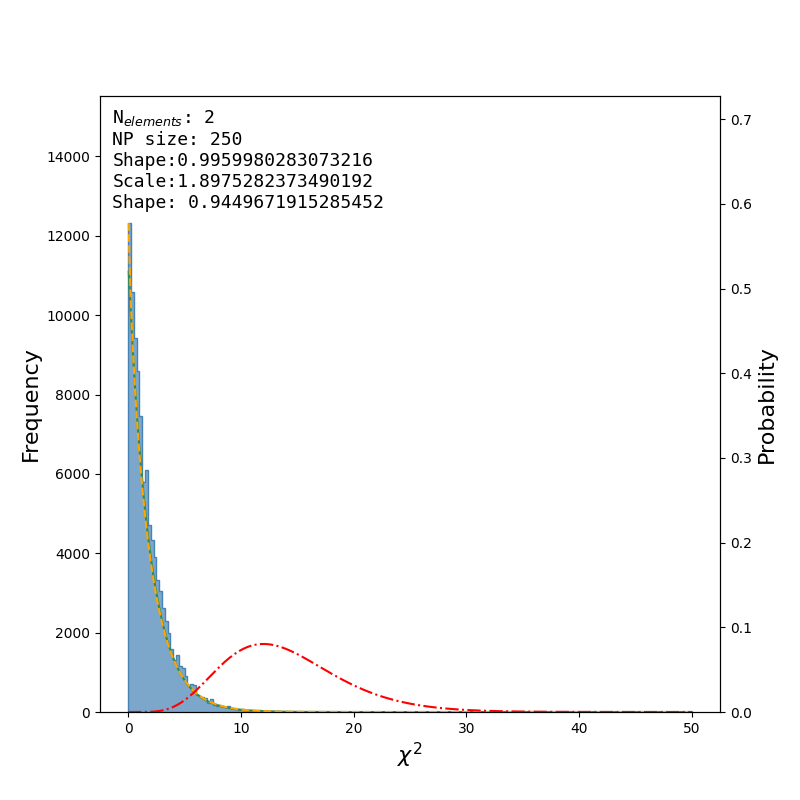 N_elements: 2
NP size: 250
Shape:0.9959980283073216
Scale:1.8975282373490192
Shape: 0.9449671915285452
Frequency
14000
12000
10000
8000
6000
4000
2000
0
0.7
0.6
0.5
0.4
0.3
0.2
0.1
0.0
Probability
0 10 20 30 40 50
χ²